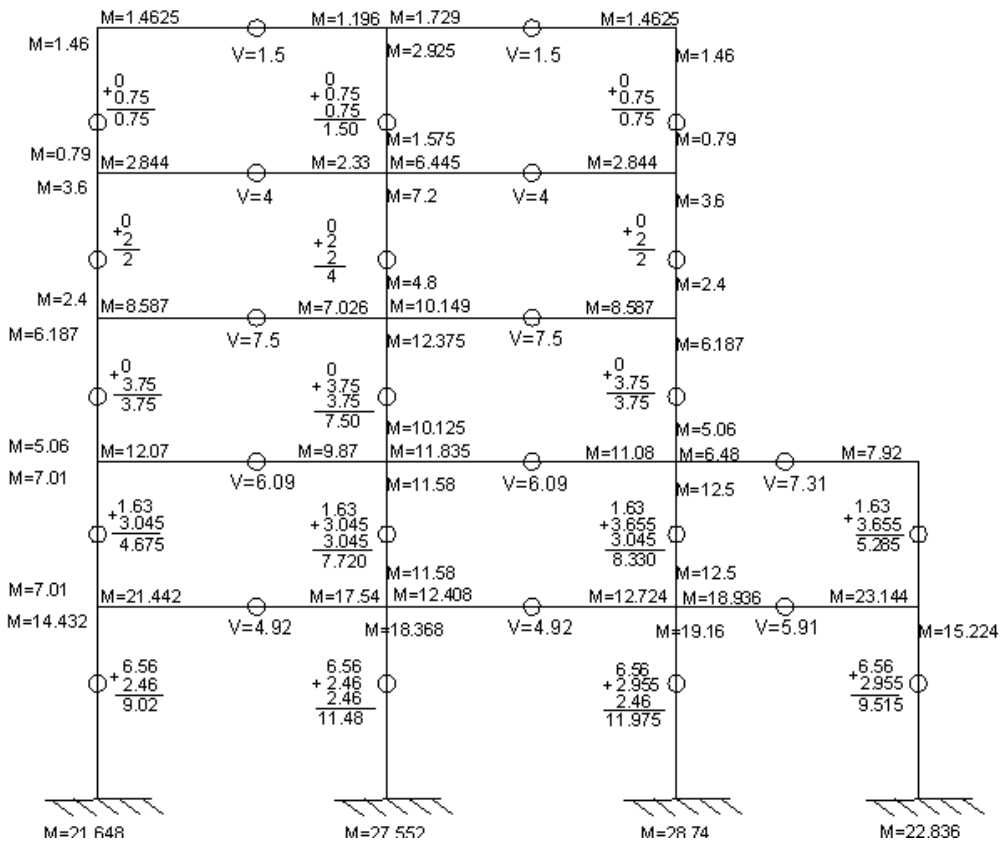 M=1.4625 M=1.196 M=1.729 M=1.4625
M=1.46 V=1.5 M=2.925 V=1.5 M=1.46
0 0 0
+0.75 +0.75 +0.75
0.75 0.75 0.75
1.50
M=0.79 M=1.575 M=0.79
M=2.844 M=2.33 M=6.445 M=2.844
M=3.6 V=4 M=7.2 V=4 M=3.6
0 0 0
+2 +2 +2
2 2 2
4
M=2.4 M=4.8 M=2.4
M=8.587 M=7.026 M=10.149 M=8.587
M=6.187 V=7.5 M=12.375 V=7.5 M=6.187
0 0 0
+3.75 +3.75 +3.75
3.75 3.75 3.75
7.50
M=5.06 M=10.125 M=5.06
M=12.07 M=9.87 M=11.835 M=11.08 M=6.48 M=7.92
M=7.01 V=6.09 M=11.58 V=6.09 M=12.5 V=7.31
1.63 1.63 1.63 1.63
+3.045 +3.045 +3.655 +3.655
4.675 3.045 3.045 5.285
7.720 8.330
M=7.01 M=11.58 M=12.5
M=21.442 M=17.54 M=12.408 M=12.724 M=18.936 M=23.144
M=14.432 V=4.92 M=18.368 V=4.92 M=19.16 V=5.91 M=15.224
6.56 6.56 6.56 6.56
+2.46 +2.46 +2.955 +2.955
9.02 2.46 2.46 9.515
11.48 11.975
M=21.648 M=27.552 M=28.74 M=22.836